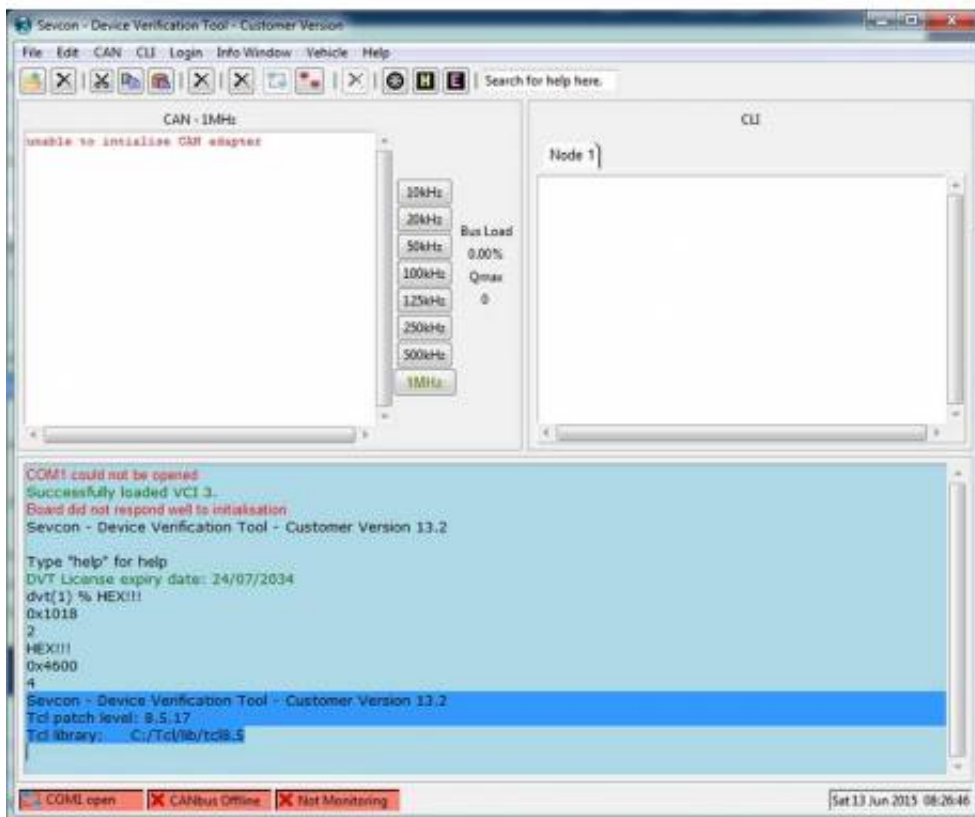 Sevcon - Device Verification Tool - Customer Version
File Edit CAN CLI Login Info Window Vehicle Help
H E Search for help here.
CAN - 1MHz
unable to intialise CAN adapter
10kHz
20kHz
50kHz
100kHz
125kHz
250kHz
500kHz
1MHz
Bus Load
0.00%
Qmax
0
CLI
Node 1
COM1 could not be opened
Successfully loaded VCI 3.
Board did not respond well to initialisation
Sevcon - Device Verification Tool - Customer Version 13.2
Type "help" for help
DVT License expiry date: 24/07/2034
dvt(1) % HEX!!!
0x1018
2
HEX!!!
0x4600
4
Sevcon - Device Verification Tool - Customer Version 13.2
Tcl patch level: 8.5.17
Tcl library: C:/Tcl/lib/tcl8.5
COM1 open
CANbus Offline
Not Monitoring
Sat 13 Jun 2015 08:26:46